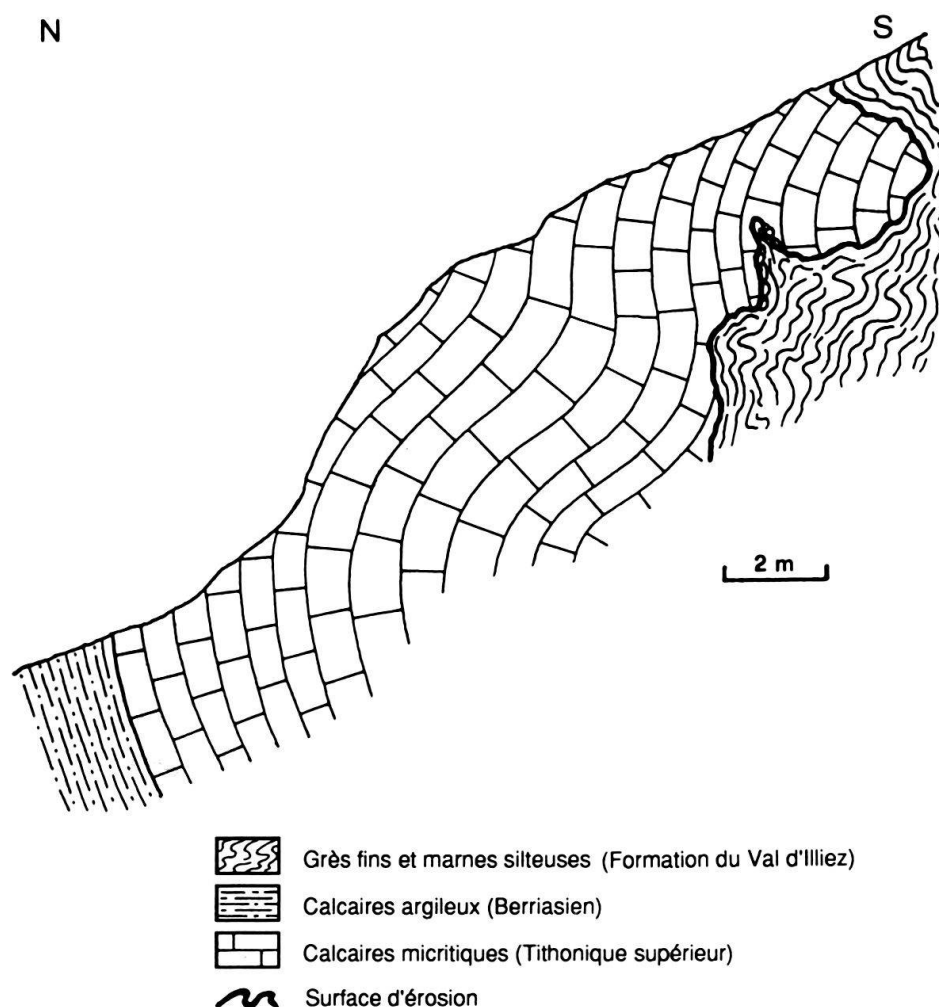 N S
2 m
Grès fins et marnes silteuses (Formation du Val d'Illiez)
Calcaires argileux (Berriasien)
Calcaires micritiques (Tithonique supérieur)
Surface d'érosion